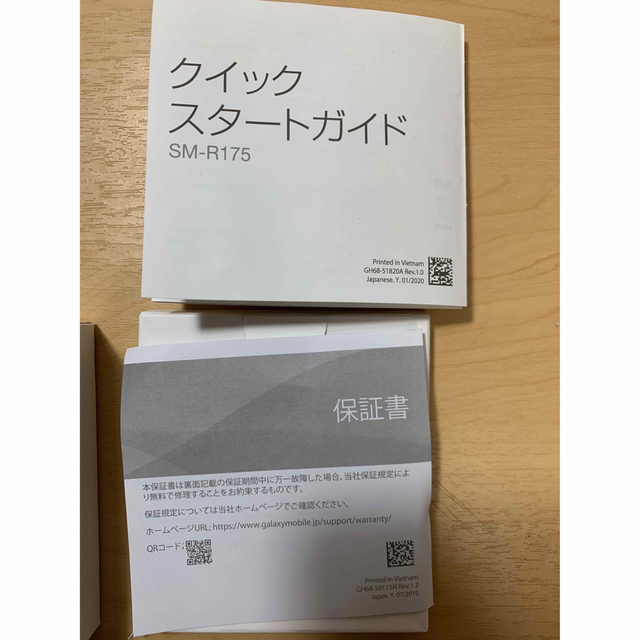 クイック
スタートガイド
SM-R175
Printed in Vietnam
GH68-51820A Rev.1.0
Japanese. Y. 01/2020
保証書
本保証書は裏面記載の保証期間中に万一故障した場合、当社保証規定によ
り無料で修理することをお約束するものです。
保証規定については当社ホームページでご確認ください。
ホームページURL; https://www.galaxymobile.jp/support/warranty/
QRコード;
Printed in Vietnam
GH68-50115N Rev.1.2
Japan. Y. 07/2019